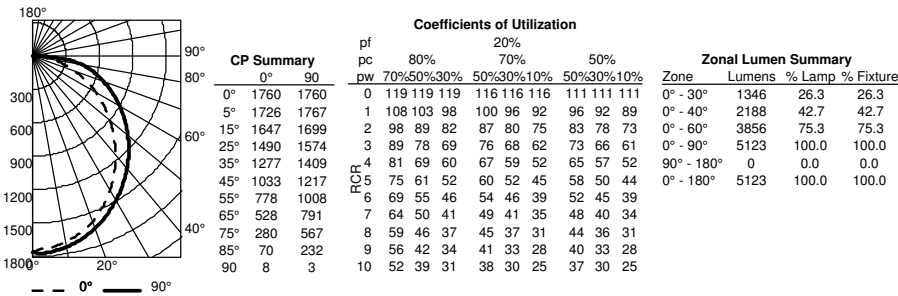 180°
90°
80°
60°
40°
300
600
900
1200
1500
1800
0°
20°
0° 90°
CP Summary
0° 90
0° 1760 1760
5° 1726 1767
15° 1647 1699
25° 1490 1574
35° 1277 1409
45° 1033 1217
55° 778 1008
65° 528 791
75° 280 567
85° 70 232
90 8 3
Coefficients of Utilization
pf 20%
pc 80% 70% 50%
pw 70%50%30% 50%30%10% 50%30%10%
RCR
0 119 119 119 116 116 116 111 111 111
1 108 103 98 100 96 92 96 92 89
2 98 89 82 87 80 75 83 78 73
3 89 78 69 76 68 62 73 66 61
4 81 69 60 67 59 52 65 57 52
5 75 61 52 60 52 45 58 50 44
6 69 55 46 54 46 39 52 45 39
7 64 50 41 49 41 35 48 40 34
8 59 46 37 45 37 31 44 36 31
9 56 42 34 41 33 28 40 33 28
10 52 39 31 38 30 25 37 30 25
Zonal Lumen Summary
Zone Lumens % Lamp % Fixture
0° - 30° 1346 26.3 26.3
0° - 40° 2188 42.7 42.7
0° - 60° 3856 75.3 75.3
0° - 90° 5123 100.0 100.0
90° - 180° 0 0.0 0.0
0° - 180° 5123 100.0 100.0